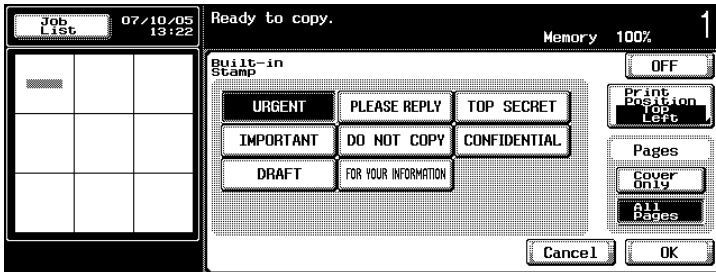 Job
List
07/10/05
13:22
Ready to copy.
Memory 100%
1
Built-in
Stamp
OFF
URGENT PLEASE REPLY TOP SECRET
IMPORTANT DO NOT COPY CONFIDENTIAL
DRAFT FOR YOUR INFORMATION
Print
Position
Top
Left
Pages
Cover
Only
All
Pages
Cancel OK